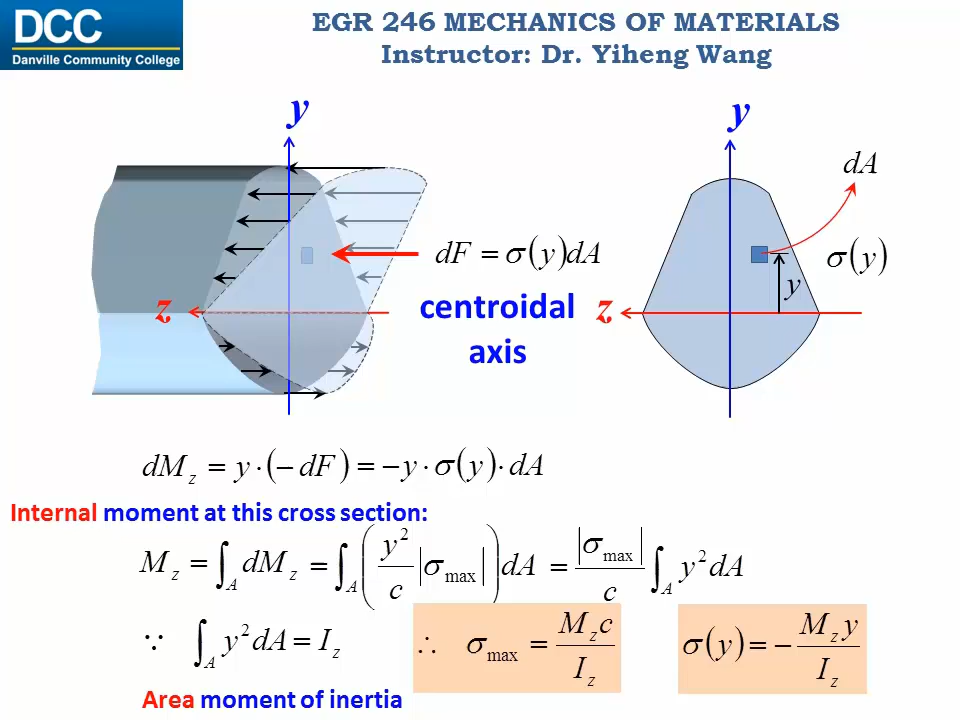 DCC
Danville Community College
EGR 246 MECHANICS OF MATERIALS
Instructor: Dr. Yiheng Wang
y
z
dF = σ(y)dA
centroidal
axis
y
dA
σ(y)
y
z
dM_z = y·(−dF) = −y·σ(y)·dA
Internal moment at this cross section:
M_z = ∫_A dM_z = ∫_A (y²/c |σ_max|) dA = |σ_max|/c ∫_A y² dA
∵ ∫_A y² dA = I_z
∴ σ_max = M_z c / I_z
σ(y) = − M_z y / I_z
Area moment of inertia